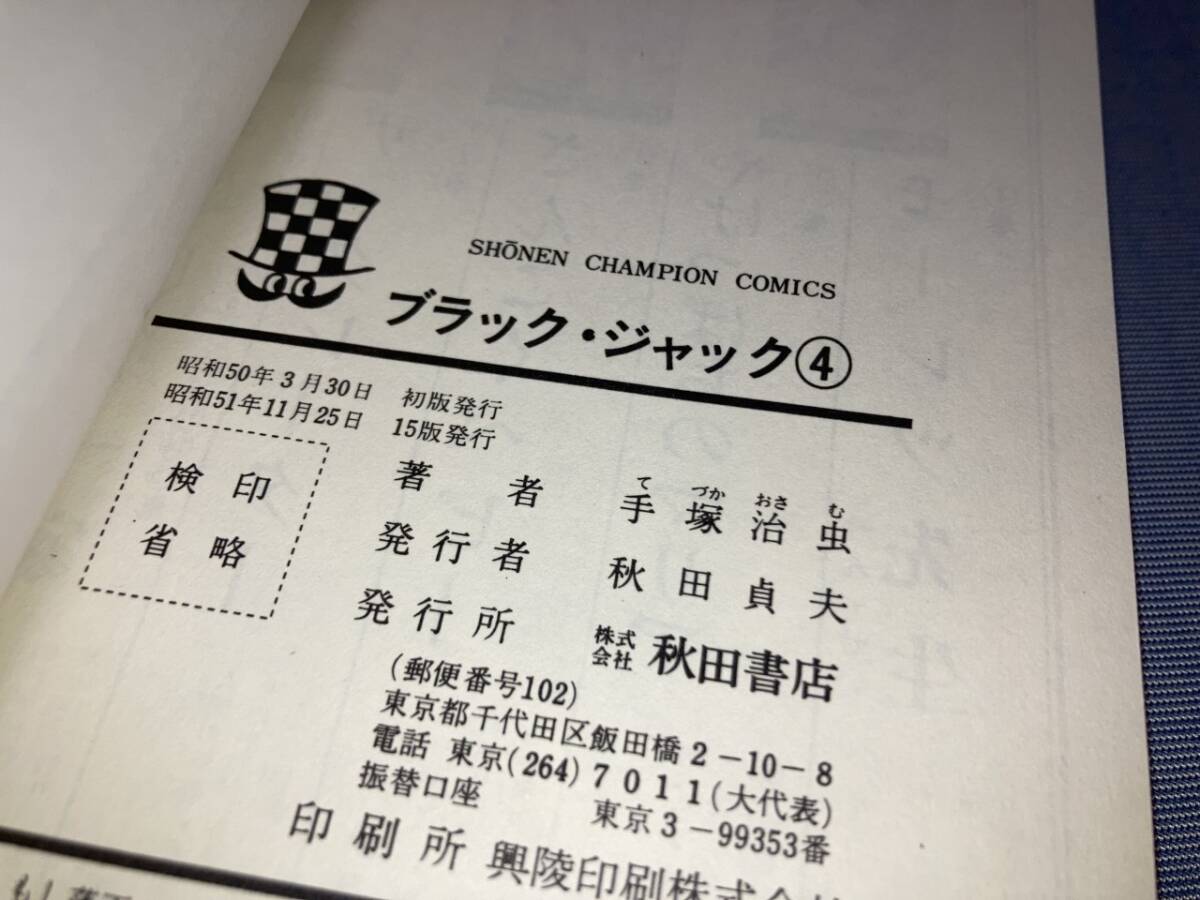 SHŌNEN CHAMPION COMICS
ブラック・ジャック④
昭和50年3月30日 初版発行
昭和51年11月25日 15版発行
検印
省略
著者 手塚治虫
てづかおさむ
発行者 秋田貞夫
発行所 株式会社 秋田書店
(郵便番号102)
東京都千代田区飯田橋2-10-8
電話 東京(264)7011(大代表)
振替口座 東京3-99353番
印刷所 興陵印刷株式会